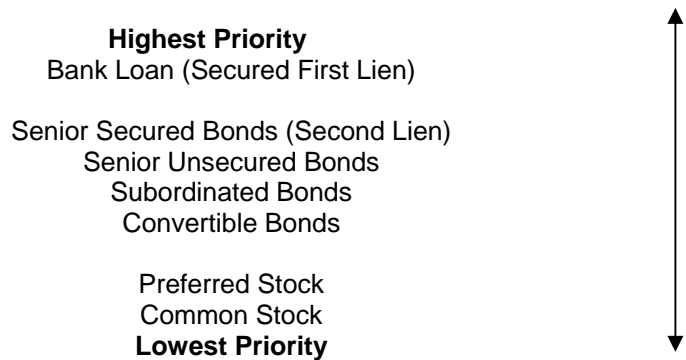 Highest Priority
Bank Loan (Secured First Lien)
Senior Secured Bonds (Second Lien)
Senior Unsecured Bonds
Subordinated Bonds
Convertible Bonds
Preferred Stock
Common Stock
Lowest Priority